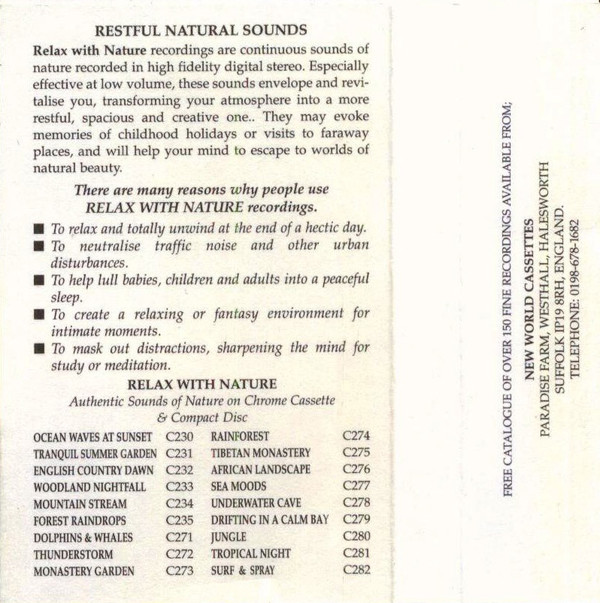 RESTFUL NATURAL SOUNDS
Relax with Nature recordings are continuous sounds of
nature recorded in high fidelity digital stereo. Especially
effective at low volume, these sounds envelope and revi-
talise you, transforming your atmosphere into a more
restful, spacious and creative one.. They may evoke
memories of childhood holidays or visits to faraway
places, and will help your mind to escape to worlds of
natural beauty.
There are many reasons why people use
RELAX WITH NATURE recordings.
■ To relax and totally unwind at the end of a hectic day.
■ To neutralise traffic noise and other urban
disturbances.
■ To help lull babies, children and adults into a peaceful
sleep.
■ To create a relaxing or fantasy environment for
intimate moments.
■ To mask out distractions, sharpening the mind for
study or meditation.
RELAX WITH NATURE
Authentic Sounds of Nature on Chrome Cassette
& Compact Disc
OCEAN WAVES AT SUNSET C230 RAINFOREST C274
TRANQUIL SUMMER GARDEN C231 TIBETAN MONASTERY C275
ENGLISH COUNTRY DAWN C232 AFRICAN LANDSCAPE C276
WOODLAND NIGHTFALL C233 SEA MOODS C277
MOUNTAIN STREAM C234 UNDERWATER CAVE C278
FOREST RAINDROPS C235 DRIFTING IN A CALM BAY C279
DOLPHINS & WHALES C271 JUNGLE C280
THUNDERSTORM C272 TROPICAL NIGHT C281
MONASTERY GARDEN C273 SURF & SPRAY C282
FREE CATALOGUE OF OVER 150 FINE RECORDINGS AVAILABLE FROM;
NEW WORLD CASSETTES
PARADISE FARM, WESTHALL, HALESWORTH
SUFFOLK IP19 8RH, ENGLAND.
TELEPHONE: 0198-678-1682